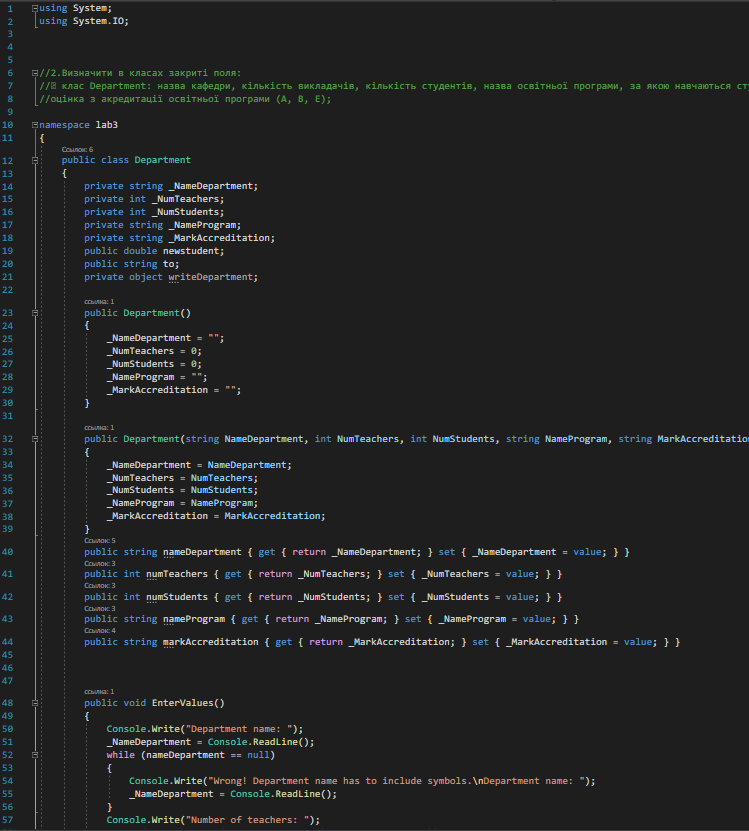 1 using System;
2 using System.IO;
3
4
5
6 //2.Визначити в класах закриті поля:
7 // клас Department: назва кафедри, кількість викладачів, кількість студентів, назва освітньої програми, за якою навчаються
8 //оцінка з акредитації освітньої програми (A, B, E);
9
10 namespace lab3
11 {
Ссылок: 6
12 public class Department
13 {
14 private string _NameDepartment;
15 private int _NumTeachers;
16 private int _NumStudents;
17 private string _NameProgram;
18 private string _MarkAccreditation;
19 public double newstudent;
20 public string to;
21 private object writeDepartment;
22
ссылка: 1
23 public Department()
24 {
25 _NameDepartment = "";
26 _NumTeachers = 0;
27 _NumStudents = 0;
28 _NameProgram = "";
29 _MarkAccreditation = "";
30 }
31
ссылка: 1
32 public Department(string NameDepartment, int NumTeachers, int NumStudents, string NameProgram, string MarkAccreditatio
33 {
34 _NameDepartment = NameDepartment;
35 _NumTeachers = NumTeachers;
36 _NumStudents = NumStudents;
37 _NameProgram = NameProgram;
38 _MarkAccreditation = MarkAccreditation;
39 }
Ссылок: 5
40 public string nameDepartment { get { return _NameDepartment; } set { _NameDepartment = value; } }
Ссылок: 3
41 public int numTeachers { get { return _NumTeachers; } set { _NumTeachers = value; } }
Ссылок: 3
42 public int numStudents { get { return _NumStudents; } set { _NumStudents = value; } }
Ссылок: 3
43 public string nameProgram { get { return _NameProgram; } set { _NameProgram = value; } }
Ссылок: 4
44 public string markAccreditation { get { return _MarkAccreditation; } set { _MarkAccreditation = value; } }
45
46
47
ссылка: 1
48 public void EnterValues()
49 {
50 Console.Write("Department name: ");
51 _NameDepartment = Console.ReadLine();
52 while (nameDepartment == null)
53 {
54 Console.Write("Wrong! Department name has to include symbols.\nDepartment name: ");
55 _NameDepartment = Console.ReadLine();
56 }
57 Console.Write("Number of teachers: ");